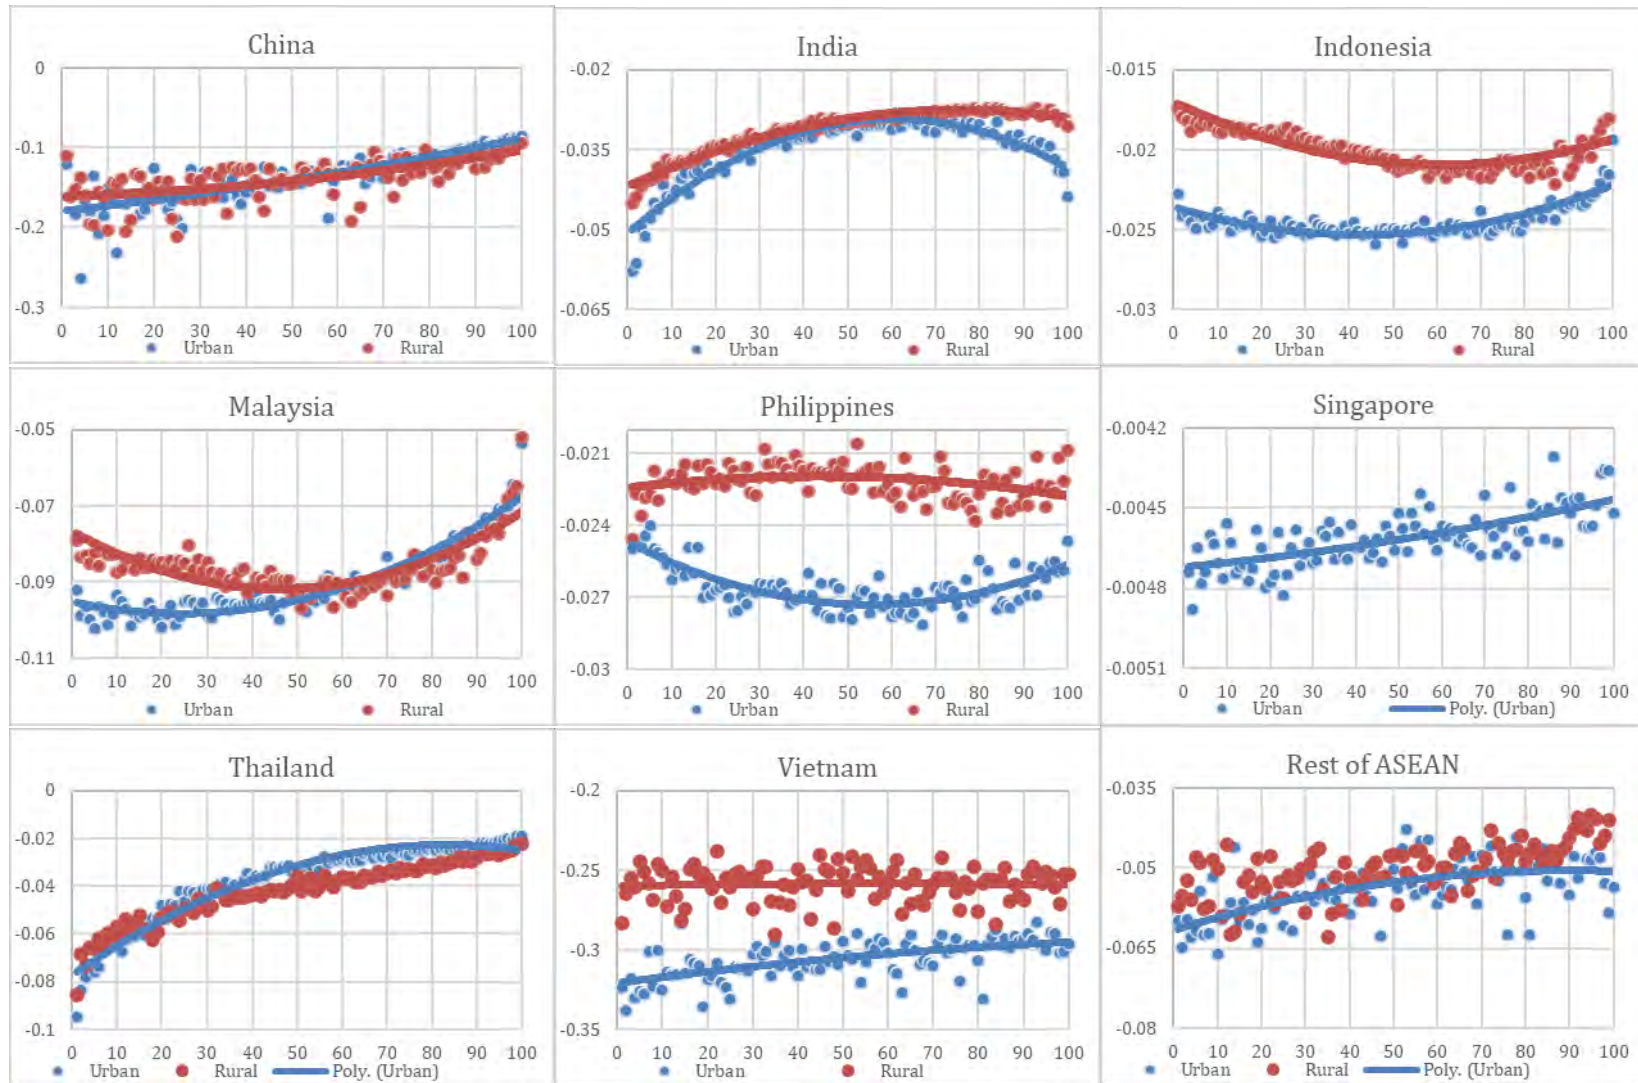 China
0
-0.1
-0.2
-0.3
0 10 20 30 40 50 60 70 80 90 100
Urban Rural
India
-0.02
-0.035
-0.05
-0.065
0 10 20 30 40 50 60 70 80 90 100
Urban Rural
Indonesia
-0.015
-0.02
-0.025
-0.03
0 10 20 30 40 50 60 70 80 90 100
Urban Rural
Malaysia
-0.05
-0.07
-0.09
-0.11
0 10 20 30 40 50 60 70 80 90 100
Urban Rural
Philippines
-0.021
-0.024
-0.027
-0.03
0 10 20 30 40 50 60 70 80 90 100
Urban Rural
Singapore
-0.0042
-0.0045
-0.0048
-0.0051
0 10 20 30 40 50 60 70 80 90 100
Urban Poly. (Urban)
Thailand
0
-0.02
-0.04
-0.06
-0.08
-0.1
0 10 20 30 40 50 60 70 80 90 100
Urban Rural Poly. (Urban)
Vietnam
-0.2
-0.25
-0.3
-0.35
0 10 20 30 40 50 60 70 80 90 100
Urban Rural
Rest of ASEAN
-0.035
-0.05
-0.065
-0.08
0 10 20 30 40 50 60 70 80 90 100
Urban Rural Poly. (Urban)